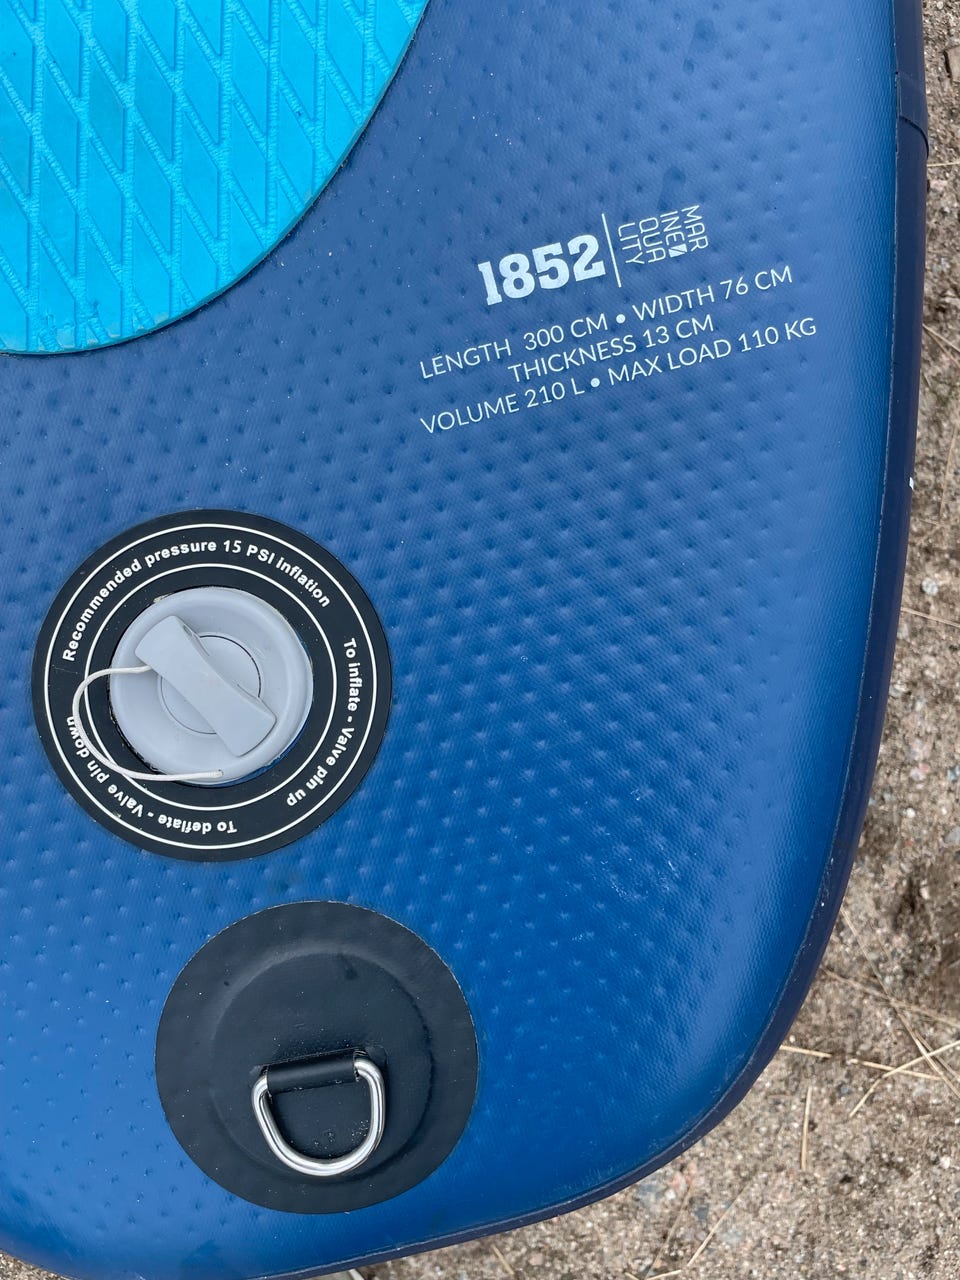 1852
MAR
INE
QUA
LITY
LENGTH 300 CM • WIDTH 76 CM
THICKNESS 13 CM
VOLUME 210 L • MAX LOAD 110 KG
Recommended pressure 15 PSI inflation
To inflate - Valve pin up
To deflate - Valve pin down